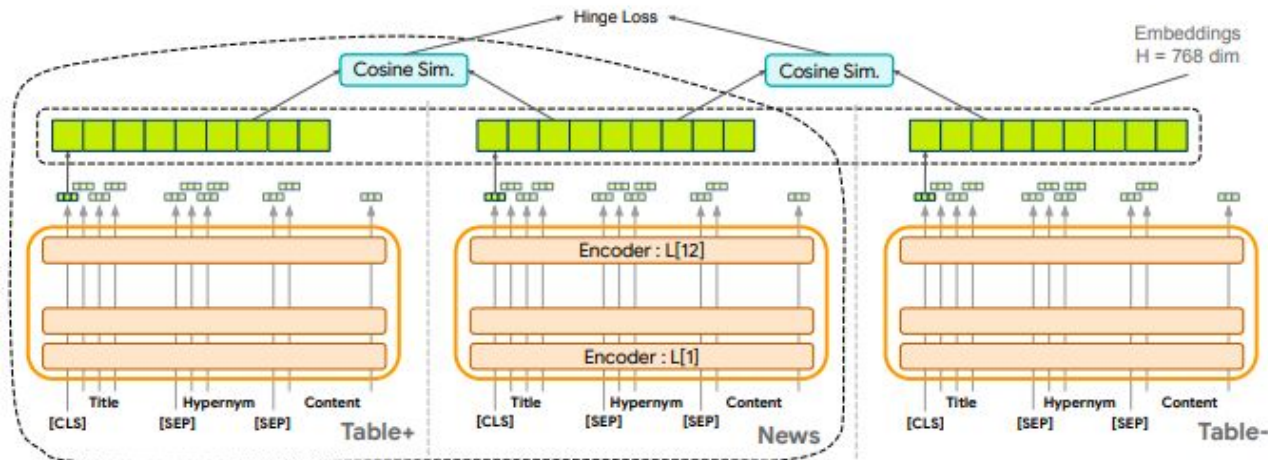 Hinge Loss
Cosine Sim.
Cosine Sim.
Embeddings
H = 768 dim
Encoder : L[12]
Encoder : L[1]
Title Hypernym Content
[CLS] [SEP] [SEP]
Table+
Title Hypernym Content
[CLS] [SEP] [SEP]
News
Title Hypernym Content
[CLS] [SEP] [SEP]
Table-